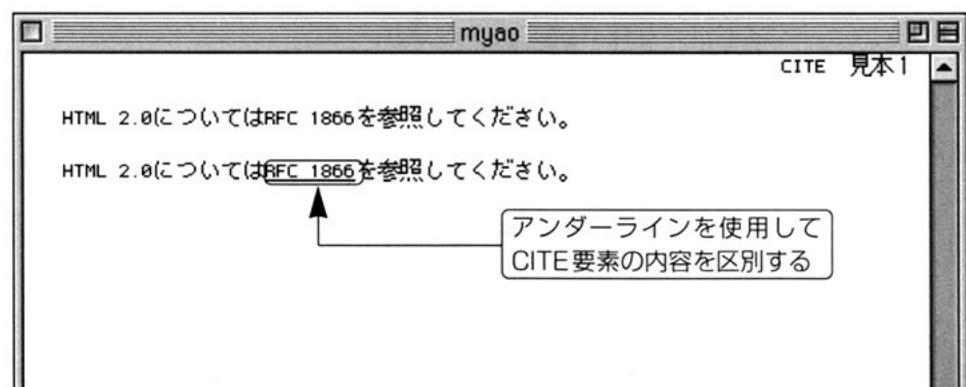 myao
CITE 見本1
HTML 2.0についてはRFC 1866を参照してください。
HTML 2.0についてはRFC 1866を参照してください。
アンダーラインを使用して
CITE要素の内容を区別する